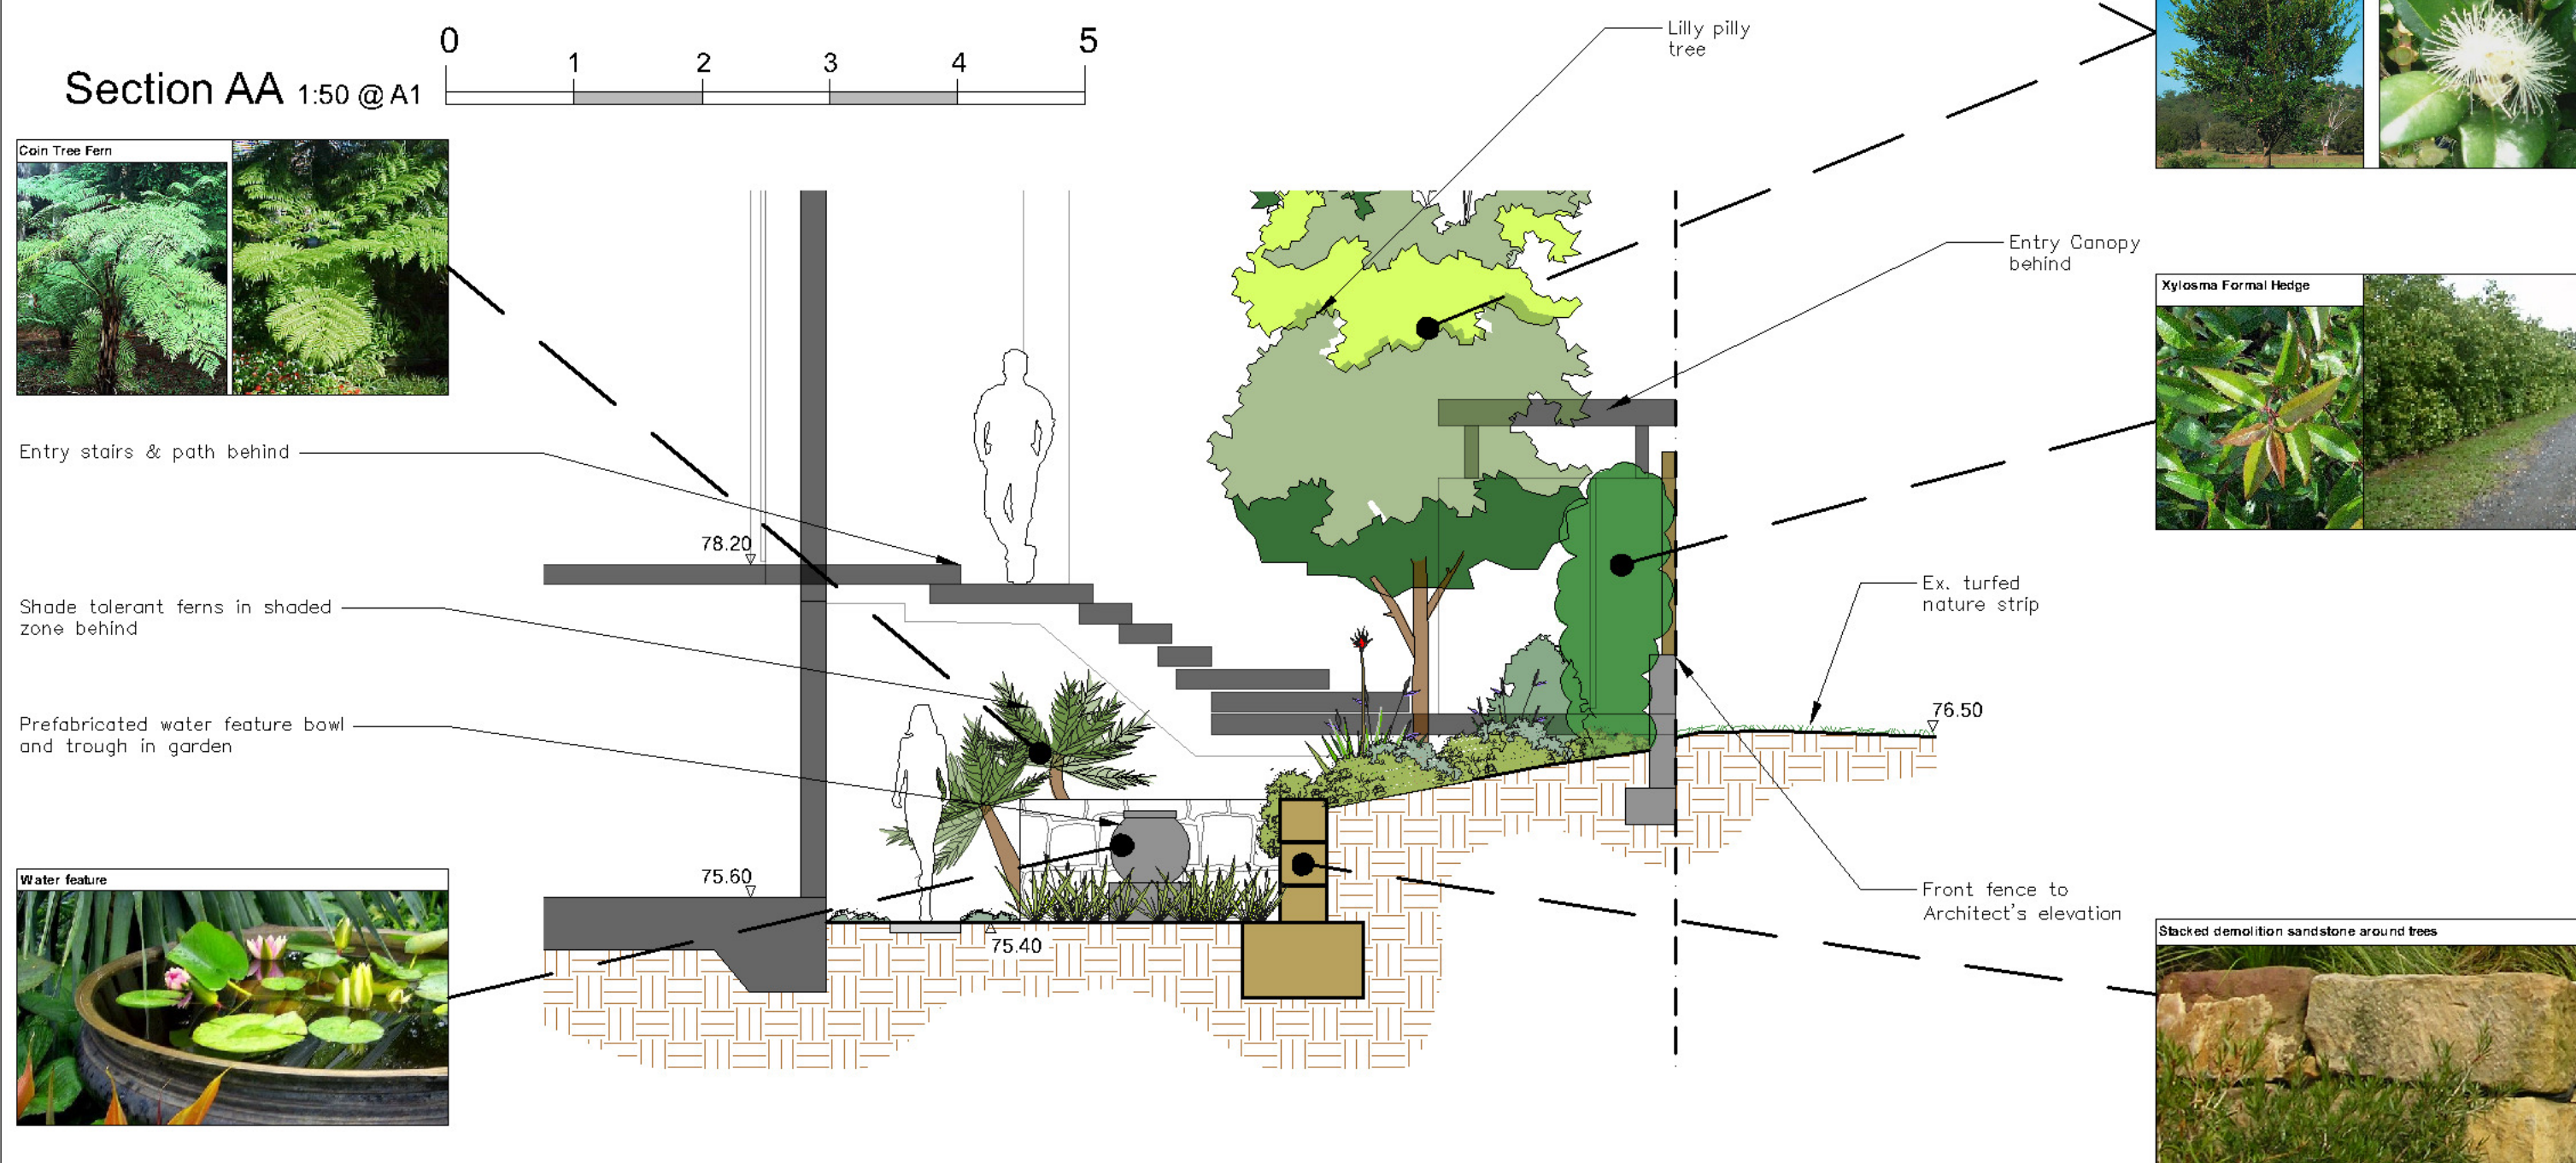 0
5
1
2
3
4
Section AA 1:50 @ A1
Lilly pilly
tree
Coin Tree Fern
Entry Canopy
behind
Xylosma Formal Hedge
Entry stairs & path behind
78.20
Shade tolerant ferns in shaded
zone behind
Ex. turfed
nature strip
Prefabricated water feature bowl
and trough in garden
76.50
75.60
Water feature
Front fence to
Architect's elevation
75.40
Stacked demolition sandstone around trees